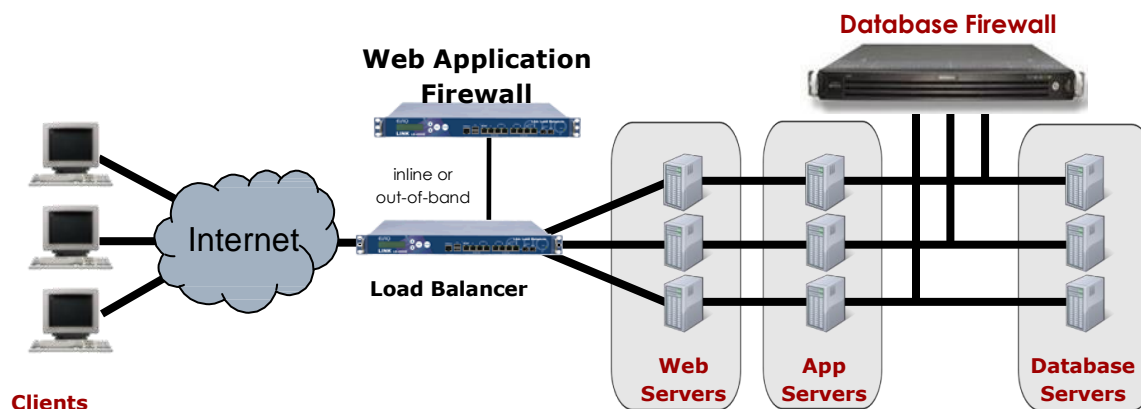 Database Firewall
Web Application
Firewall
inline or
out-of-band
Internet
Load Balancer
Web
Servers
App
Servers
Database
Servers
Clients